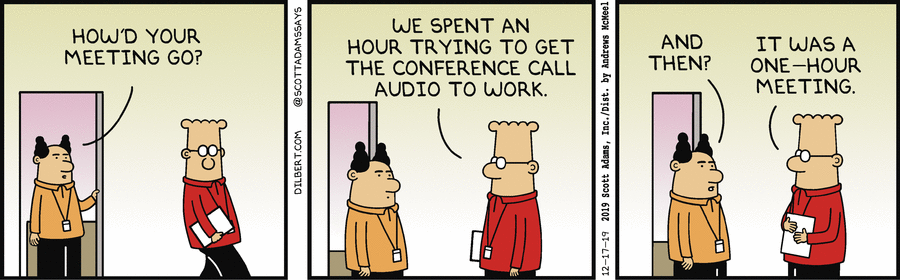 HOW'D YOUR
MEETING GO?
DILBERT.COM @SCOTTADAMSSAYS
WE SPENT AN
HOUR TRYING TO GET
THE CONFERENCE CALL
AUDIO TO WORK.
12-17-19 2019 Scott Adams, Inc./Dist. by Andrews McMeel
AND
THEN?
IT WAS A
ONE-HOUR
MEETING.